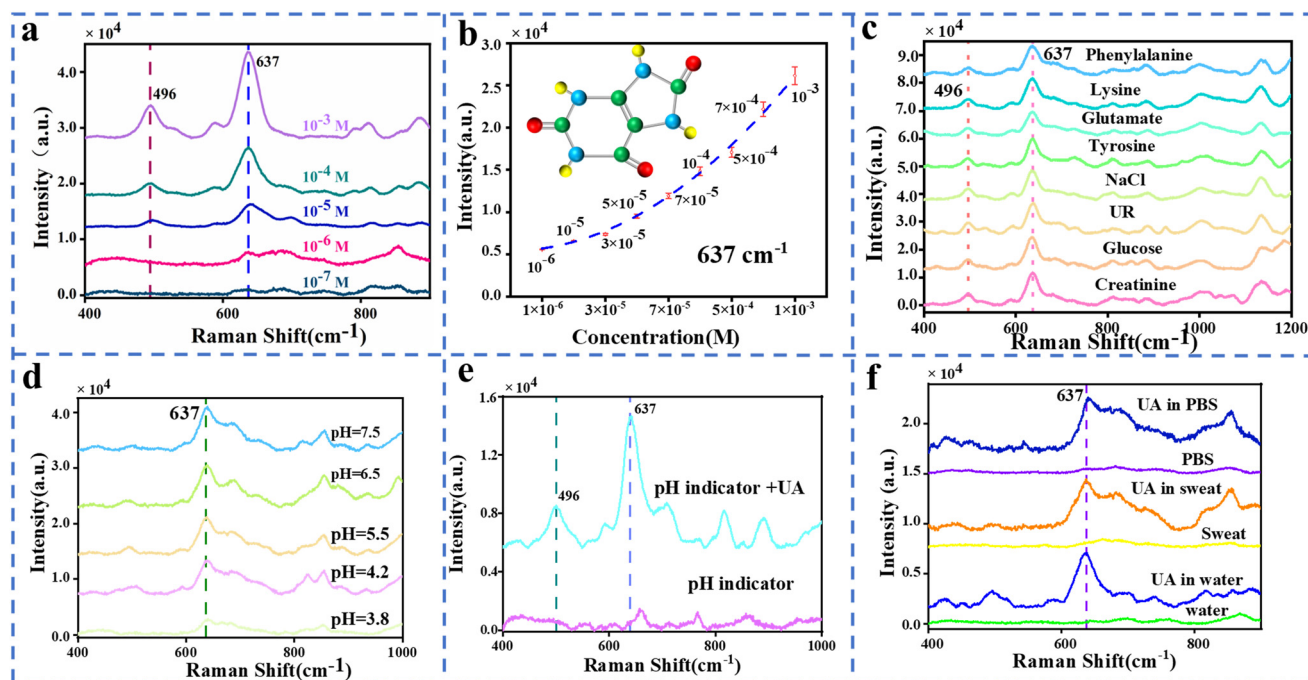 a
× 10⁴
4.0
3.0
2.0
1.0
0.0
496
637
10⁻³ M
10⁻⁴ M
10⁻⁵ M
10⁻⁶ M
10⁻⁷ M
400
600
800
Raman Shift(cm⁻¹)
Intensity (a.u.)
b
× 10⁴
3.0
2.5
2.0
1.5
1.0
0.5
0.0
10⁻⁶
10⁻⁵
3×10⁻⁵
5×10⁻⁵
7×10⁻⁵
10⁻⁴
5×10⁻⁴
7×10⁻⁴
10⁻³
637 cm⁻¹
1×10⁻⁶
3×10⁻⁵
7×10⁻⁵
5×10⁻⁴
1×10⁻³
Concentration(M)
Intensity(a.u.)
c
× 10⁴
9.0
8.0
7.0
6.0
5.0
4.0
3.0
2.0
1.0
0.0
637
496
Phenylalanine
Lysine
Glutamate
Tyrosine
NaCl
UR
Glucose
Creatinine
400
600
800
1000
1200
Raman Shift(cm⁻¹)
Intensity(a.u.)
d
× 10⁴
4.0
3.0
2.0
1.0
0.0
637
pH=7.5
pH=6.5
pH=5.5
pH=4.2
pH=3.8
400
600
800
1000
Raman Shift(cm⁻¹)
Intensity(a.u.)
e
× 10⁴
1.6
1.2
0.8
0.4
0.0
637
496
pH indicator +UA
pH indicator
400
600
800
1000
Raman Shift(cm⁻¹)
Intensity(a.u.)
f
× 10⁴
2.0
1.5
1.0
0.5
0.0
637
UA in PBS
PBS
UA in sweat
Sweat
UA in water
water
400
600
800
Raman Shift(cm⁻¹)
Intensity (a.u.)